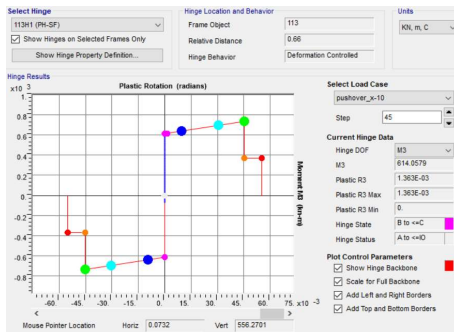 Select Hinge
113H1 (PH-SF)
Show Hinges on Selected Frames Only
Show Hinge Property Definition...
Hinge Location and Behavior
Frame Object 113
Relative Distance 0.66
Hinge Behavior Deformation Controlled
Units
KN, m, C
Hinge Results
x10 3
Plastic Rotation (radians)
0.8
0.6
0.4
0.2
0.
-0.2
-0.4
-0.6
-0.8
-60. -45. -30. -15. 0. 15. 30. 45. 60. 75. x10 -3
Moment M3 (kn-m)
Mouse Pointer Location Horiz 0.0732 Vert 556.2701
Select Load Case
pushover_x-10
Step 45
Current Hinge Data
Hinge DOF M3
M3 614.0579
Plastic R3 1.363E-03
Plastic R3 Max 1.363E-03
Plastic R3 Min 0.
Hinge State B to <=C
Hinge Status A to <=IO
Plot Control Parameters
Show Hinge Backbone
Scale for Full Backbone
Add Left and Right Borders
Add Top and Bottom Borders